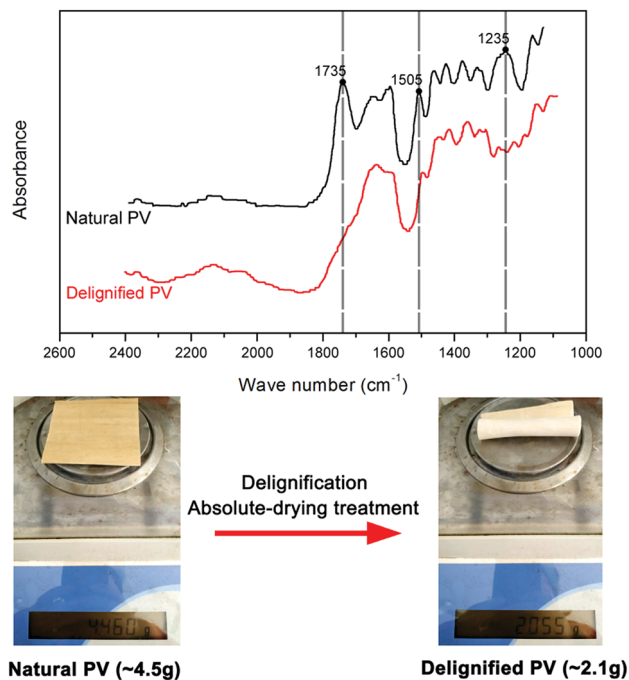 1735
1505
1235
Absorbance
Natural PV
Delignified PV
2600 2400 2200 2000 1800 1600 1400 1200 1000
Wave number (cm⁻¹)
Delignification
Absolute-drying treatment
4.460 g
2.055 g
Natural PV (~4.5g)
Delignified PV (~2.1g)